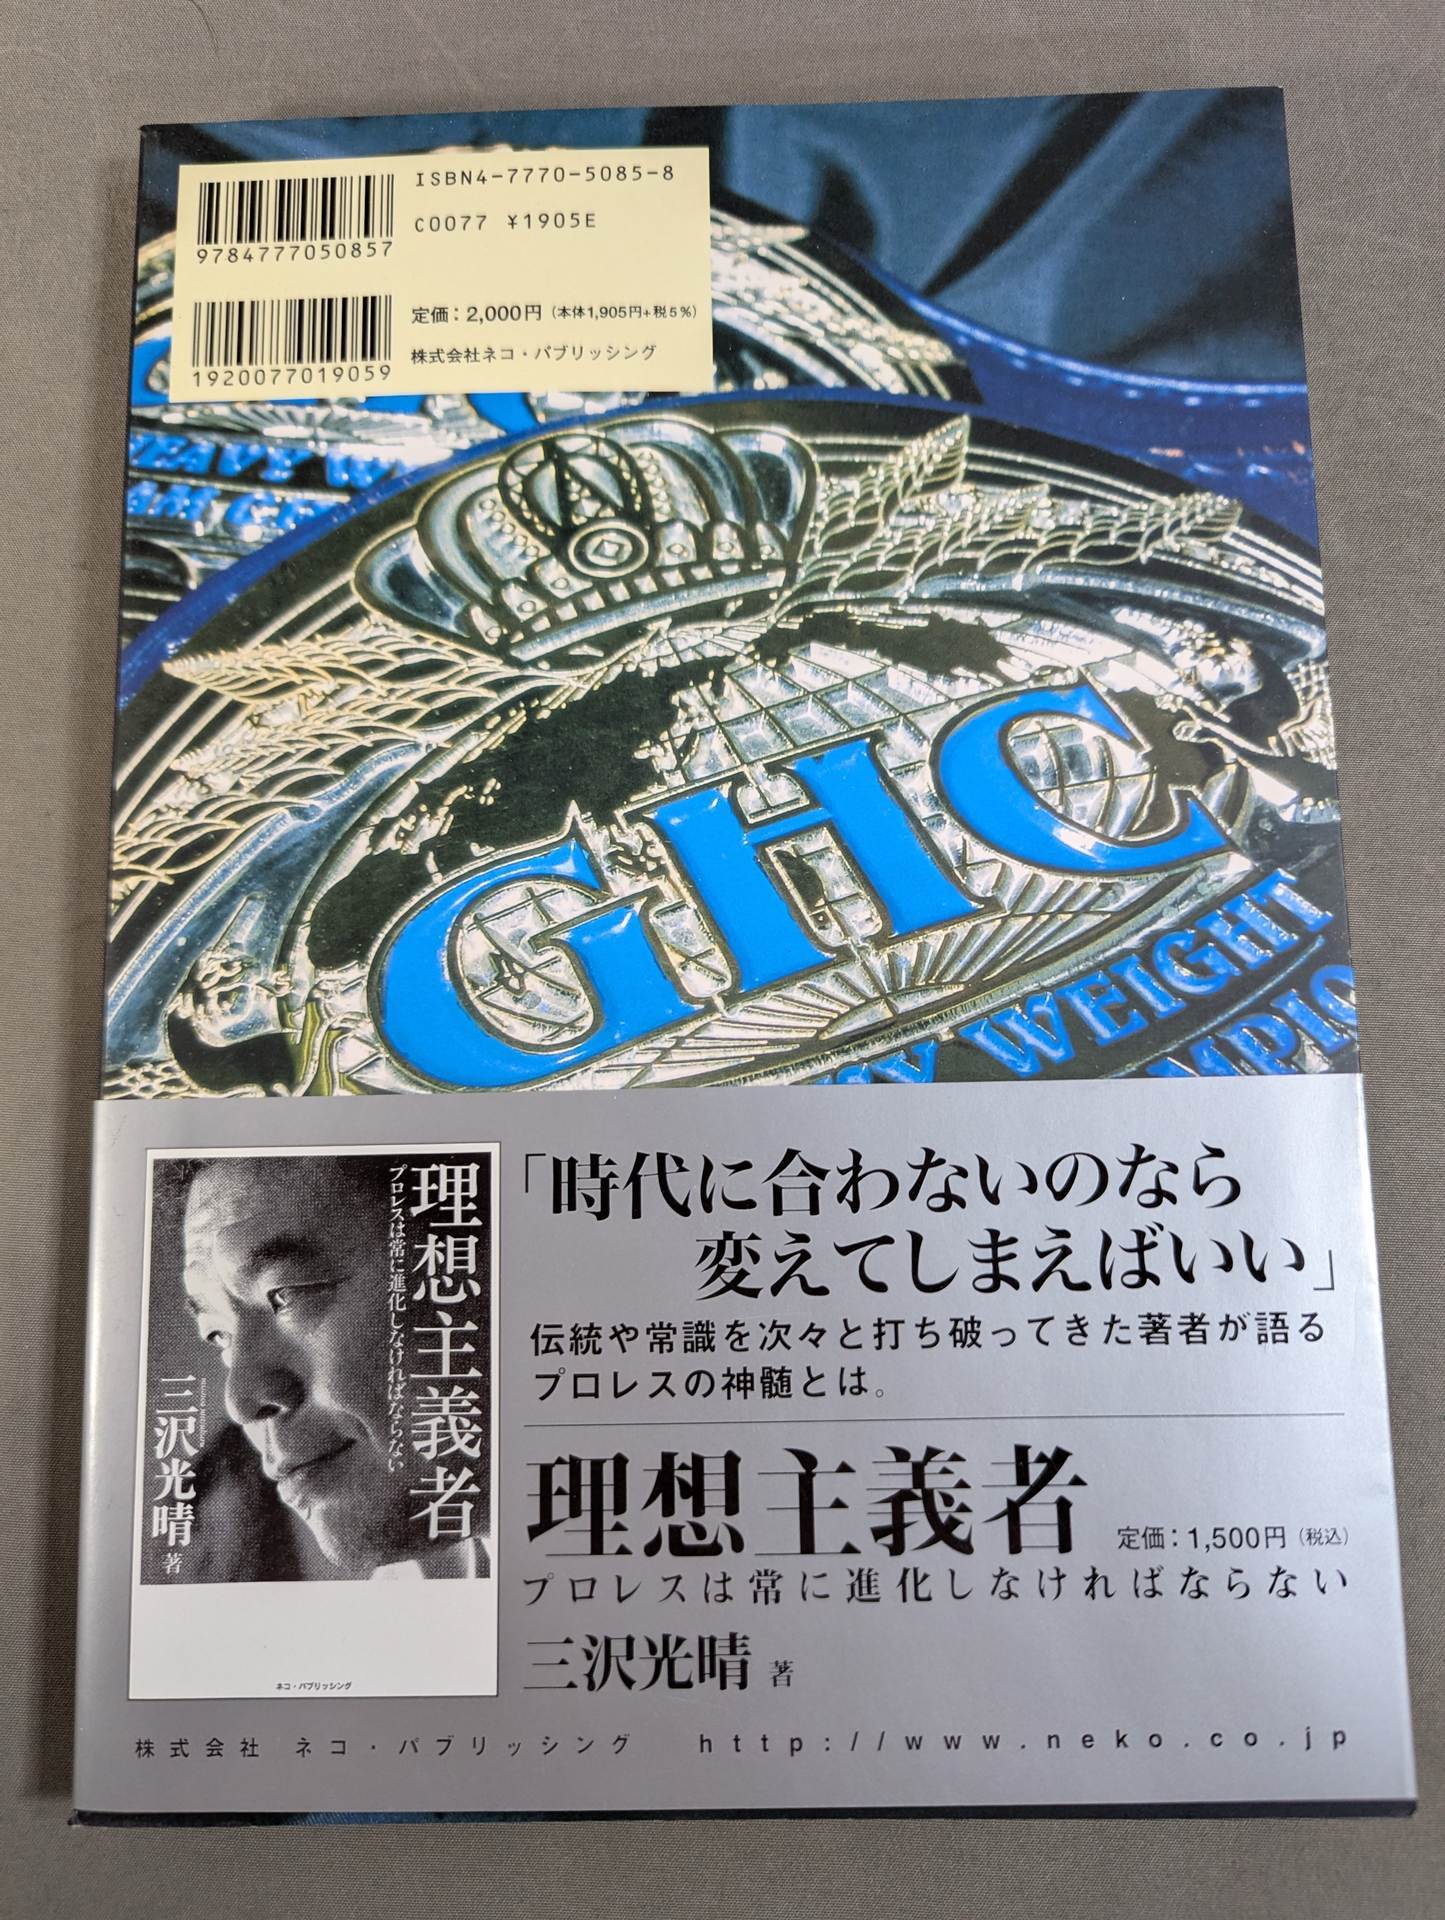 ISBN4-7770-5085-8
C0077 ¥1905E
9784777050857
定価：2,000円（本体1,905円+税5%）
株式会社ネコ・パブリッシング
1920077019059
GHC
WEIGHT
「時代に合わないのなら
変えてしまえばいい」
伝統や常識を次々と打ち破ってきた著者が語る
プロレスの神髄とは。
理想主義者
定価：1,500円（税込）
プロレスは常に進化しなければならない
三沢光晴 著
理想主義者
プロレスは常に進化しなければならない
三沢光晴 著
ネコ・パブリッシング
株式会社 ネコ・パブリッシング http://www.neko.co.jp